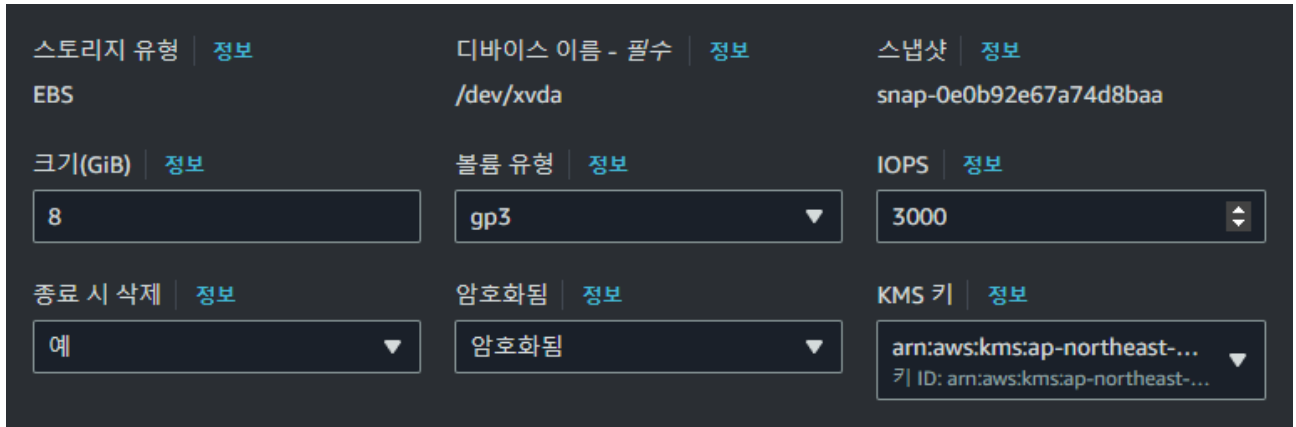 스토리지 유형 정보
디바이스 이름 - 필수 정보
스냅샷 정보
EBS
/dev/xvda
snap-0e0b92e67a74d8baa
크기(GiB) 정보
볼륨 유형 정보
IOPS 정보
8
gp3
3000
종료 시 삭제 정보
암호화됨 정보
KMS 키 정보
예
암호화됨
arn:aws:kms:ap-northeast-...
키 ID: arn:aws:kms:ap-northeast-...